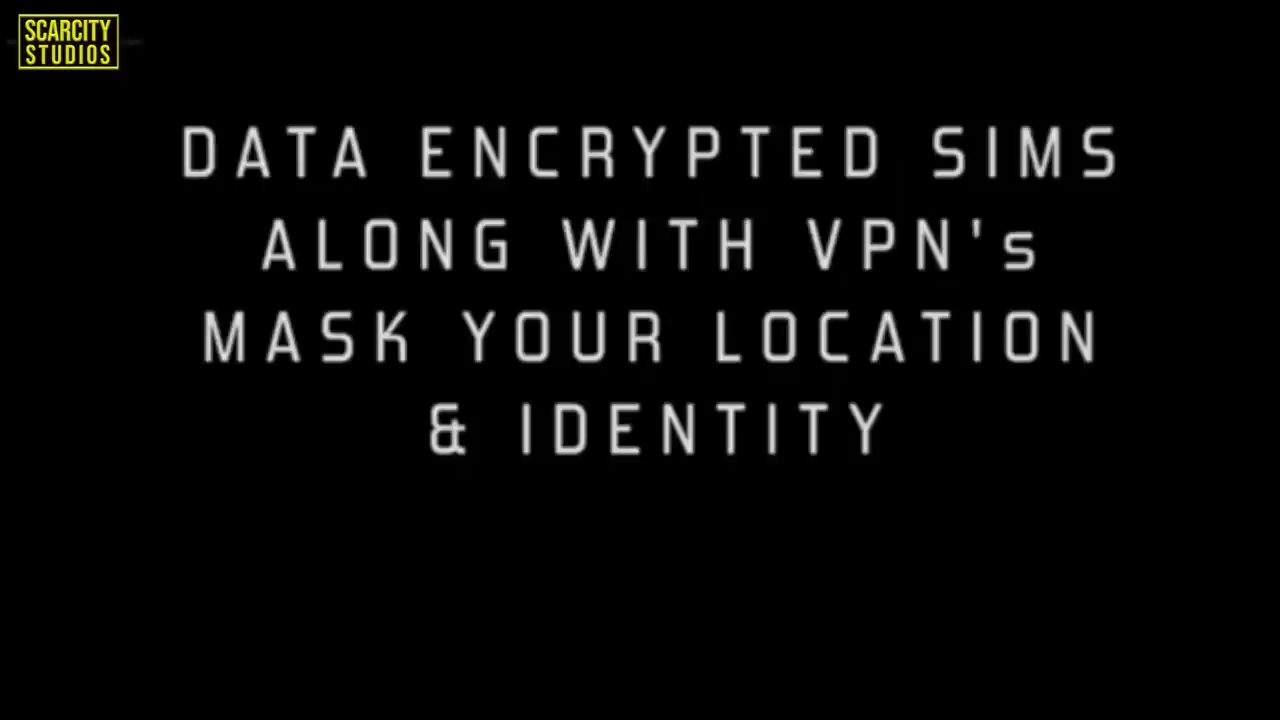 SCARCITY
STUDIOS
DATA ENCRYPTED SIMS
ALONG WITH VPN's
MASK YOUR LOCATION
& IDENTITY